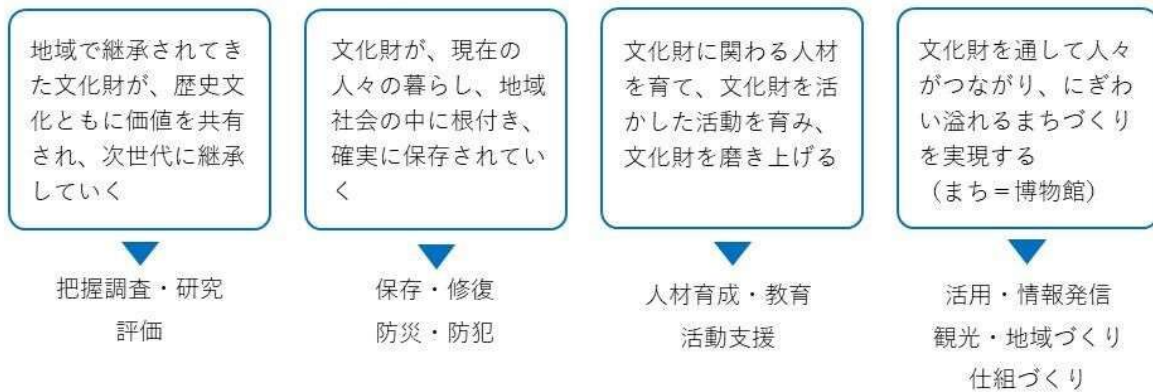 地域で継承されてき
た文化財が、歴史文
化ともに価値を共有
され、次世代に継承
していく
文化財が、現在の
人々の暮らし、地域
社会の中に根付き、
確実に保存されてい
く
文化財に関わる人材
を育て、文化財を活
かした活動を育み、
文化財を磨き上げる
文化財を通して人々
がつながり、にぎわ
い溢れるまちづくり
を実現する
（まち＝博物館）
把握調査・研究
評価
保存・修復
防災・防犯
人材育成・教育
活動支援
活用・情報発信
観光・地域づくり
仕組づくり